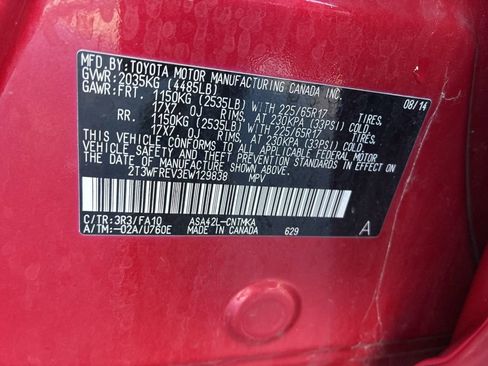 MFD.BY:TOYOTA MOTOR MANUFACTURING CANADA INC. 08/14
GVWR:2035KG (4485LB)
GAWR:FRT. 1150KG (2535LB) WITH 225/65R17 TIRES,
17X7.0J RIMS, AT 230KPA (33PSI) COLD
RR. 1150KG (2535LB) WITH 225/65R17 TIRES,
17X7.0J RIMS, AT 230KPA (33PSI) COLD
THIS VEHICLE CONFORMS TO ALL APPLICABLE FEDERAL MOTOR
VEHICLE SAFETY STANDARDS IN EFFECT ON
THE DATE OF MANUFACTURE SHOWN ABOVE.
2T3WFREV3EW129838 MPV
C/TR:3R3/FA10 ASA42L-CNTMKA A
A/TM:-02A/U760E MADE IN CANADA 629